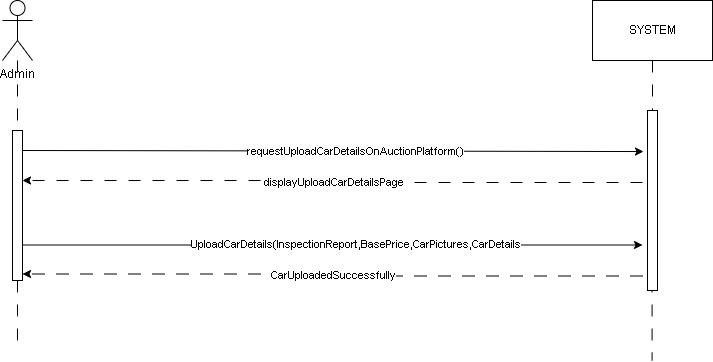 SYSTEM
Admin
requestUploadCarDetailsOnAuctionPlatform()
displayUploadCarDetailsPage
UploadCarDetails(InspectionReport,BasePrice,CarPictures,CarDetails
CarUploadedSuccessfully